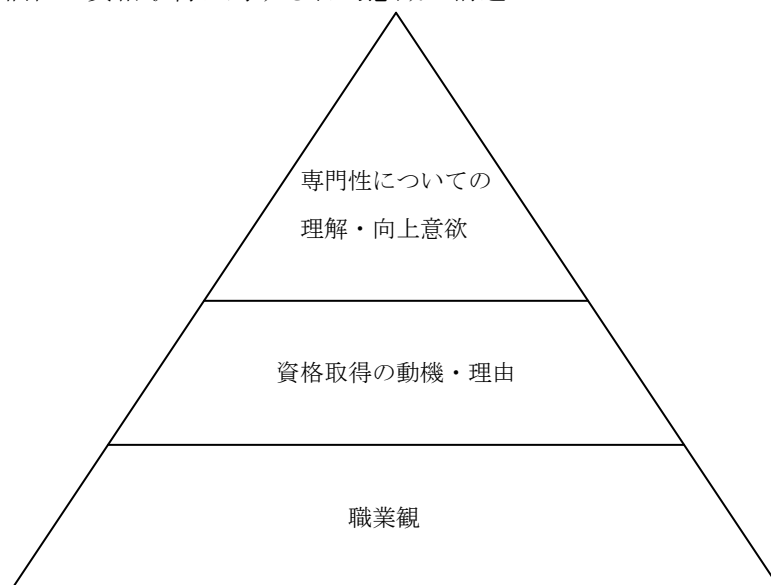 専門性についての
理解・向上意欲
資格取得の動機・理由
職業観